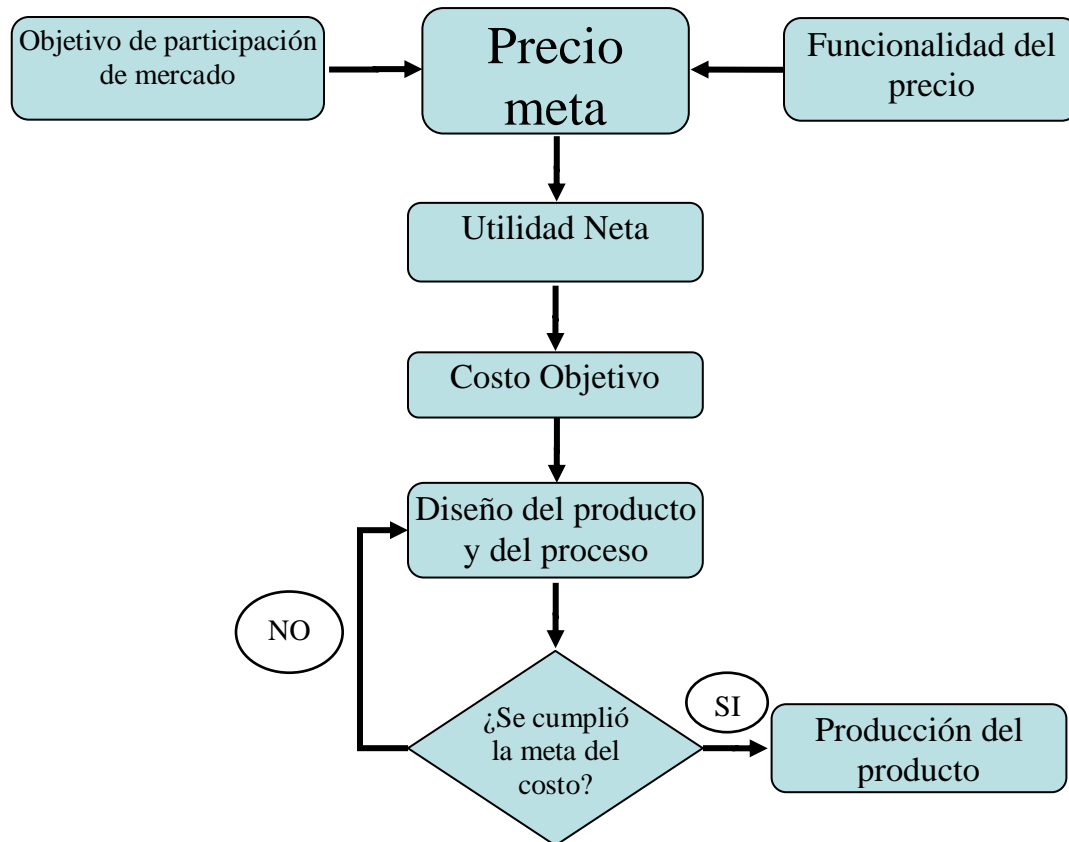 Objetivo de participación
de mercado
Precio
meta
Funcionalidad del
precio
Utilidad Neta
Costo Objetivo
Diseño del producto
y del proceso
NO
¿Se cumplió
la meta del
costo?
SI
Producción del
producto